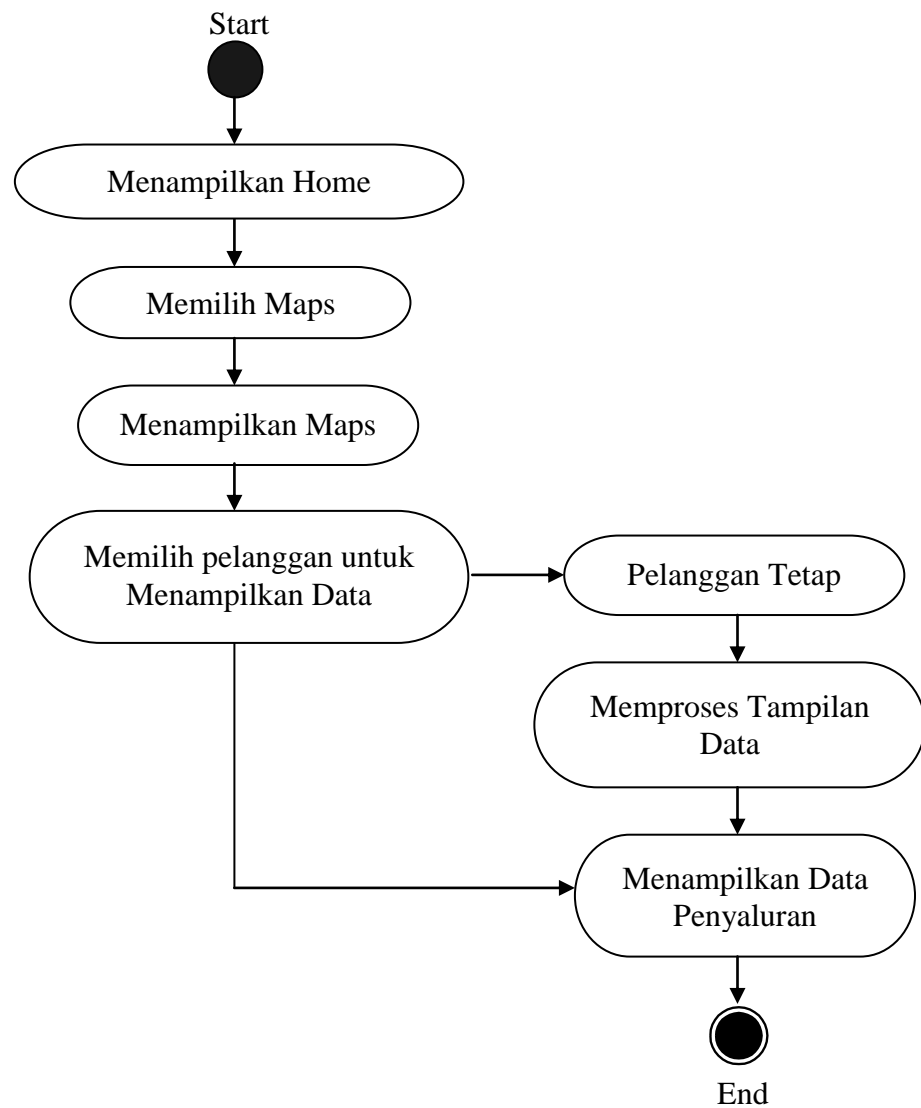 Start
Menampilkan Home
Memilih Maps
Menampilkan Maps
Memilih pelanggan untuk
Menampilkan Data
Pelanggan Tetap
Memproses Tampilan
Data
Menampilkan Data
Penyaluran
End